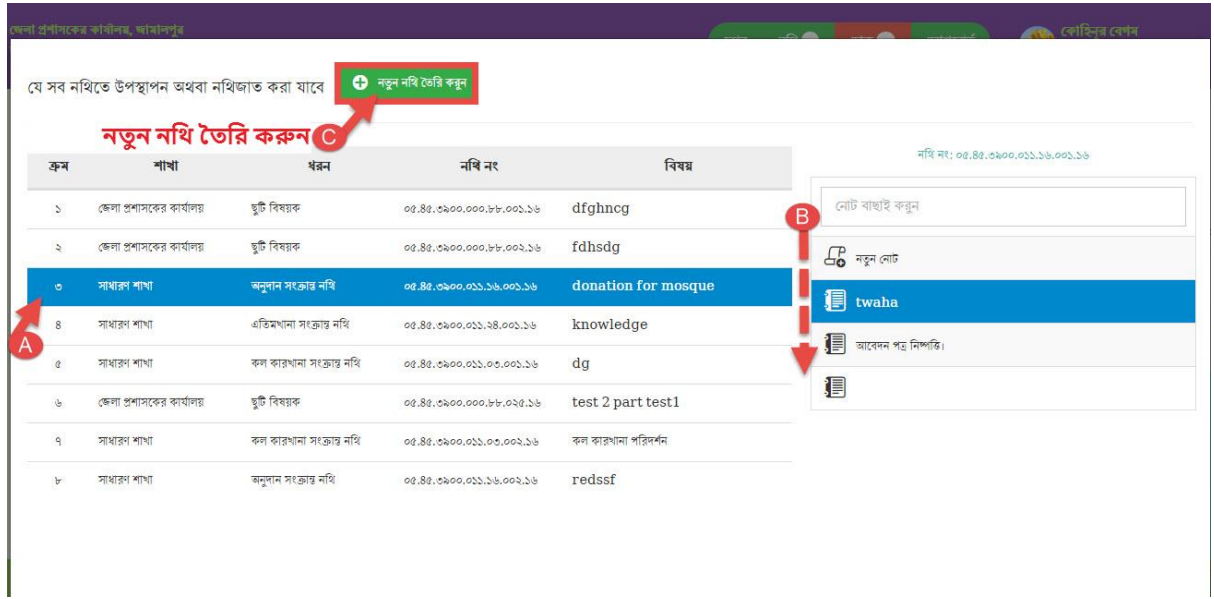 জেলা প্রশাসকের কার্যালয়, জামালপুর
কোহিনূর বেগম
যে সব নথিতে উপস্থাপন অথবা নথিজাত করা যাবে নতুন নথি তৈরি করুন
নতুন নথি তৈরি করুন C
ক্রম শাখা ধরন নথি নং বিষয়
১ জেলা প্রশাসকের কার্যালয় ছুটি বিষয়ক ০৫.৪৫.৩৯০০.০০০.৮৮.০০১.১৬ dfghncg
২ জেলা প্রশাসকের কার্যালয় ছুটি বিষয়ক ০৫.৪৫.৩৯০০.০০০.৮৮.০০২.১৬ fdhsdg
৩ সাধারণ শাখা অনুদান সংক্রান্ত নথি ০৫.৪৫.৩৯০০.০১১.১৬.০০১.১৬ donation for mosque
৪ সাধারণ শাখা এতিমখানা সংক্রান্ত নথি ০৫.৪৫.৩৯০০.০১১.২৪.০০১.১৬ knowledge
A
৫ সাধারণ শাখা কল কারখানা সংক্রান্ত নথি ০৫.৪৫.৩৯০০.০১১.০৩.০০১.১৬ dg
৬ জেলা প্রশাসকের কার্যালয় ছুটি বিষয়ক ০৫.৪৫.৩৯০০.০০০.৮৮.০২৫.১৬ test 2 part test1
৭ সাধারণ শাখা কল কারখানা সংক্রান্ত নথি ০৫.৪৫.৩৯০০.০১১.০৩.০০২.১৬ কল কারখানা পরিদর্শন
৮ সাধারণ শাখা অনুদান সংক্রান্ত নথি ০৫.৪৫.৩৯০০.০১১.১৬.০০২.১৬ redssf
নথি নং: ০৫.৪৫.৩৯০০.০১১.১৬.০০১.১৬
নোট বাছাই করুন
B
নতুন নোট
twaha
আবেদন পত্র নিষ্পত্তি।